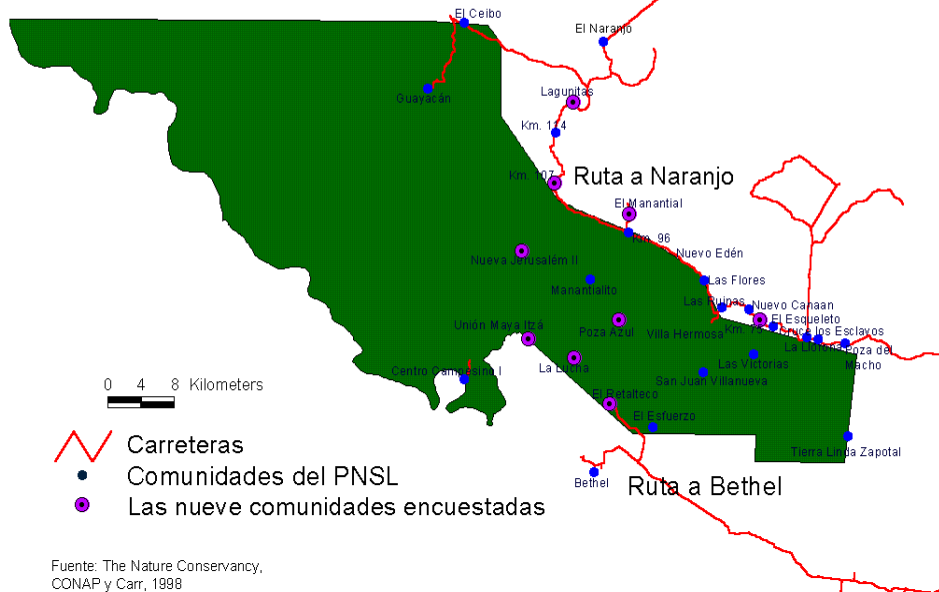 El Ceibo
El Naranjo
Guayacán
Lagunitas
Km. 114
Km. 107
Ruta a Naranjo
El Manantial
Km. 96
Nuevo Edén
Nueva Jerusalém II
Las Flores
Manantialito
Las Ruinas
Nuevo Canaan
Unión Maya Itzá
Poza Azul
Villa Hermosa
Km. 75
El Esqueleto
Cruce los Esclavos
La Llorona
Poza del
Macho
La Lucha
Las Victorias
Centro Campesino I
San Juan Villanueva
0 4 8 Kilometers
El Retalteco
El Esfuerzo
Tierra Linda Zapotal
Carreteras
Comunidades del PNSL
Bethel
Ruta a Bethel
Las nueve comunidades encuestadas
Fuente: The Nature Conservancy,
CONAP y Carr, 1998